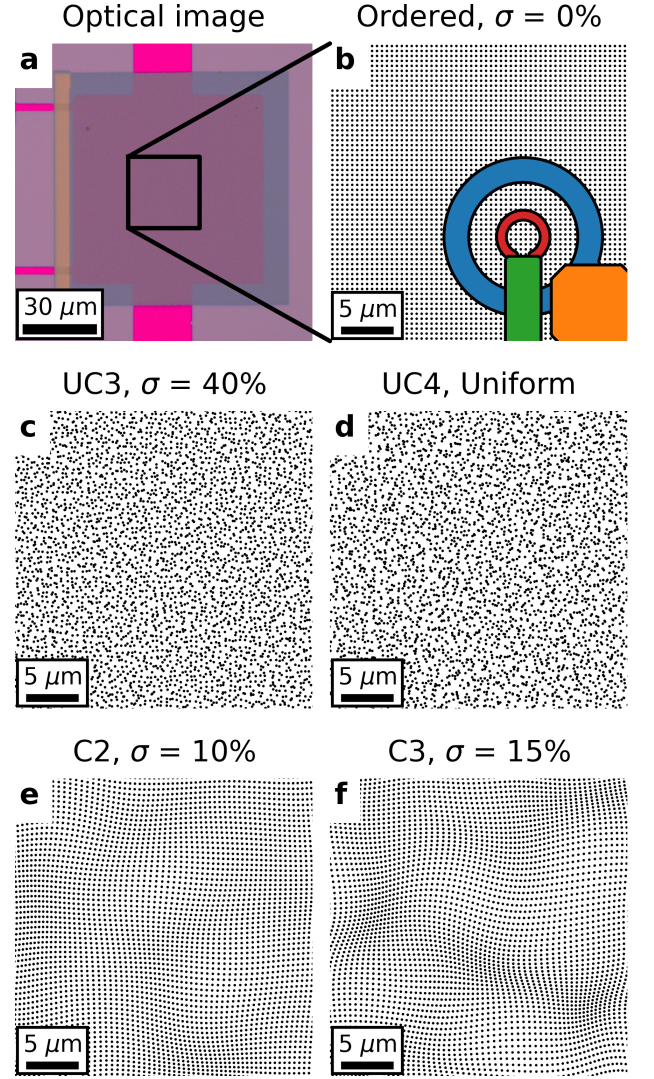 Optical image
Ordered, σ = 0%
a
b
30 μm
5 μm
UC3, σ = 40%
UC4, Uniform
c
d
5 μm
5 μm
C2, σ = 10%
C3, σ = 15%
e
f
5 μm
5 μm